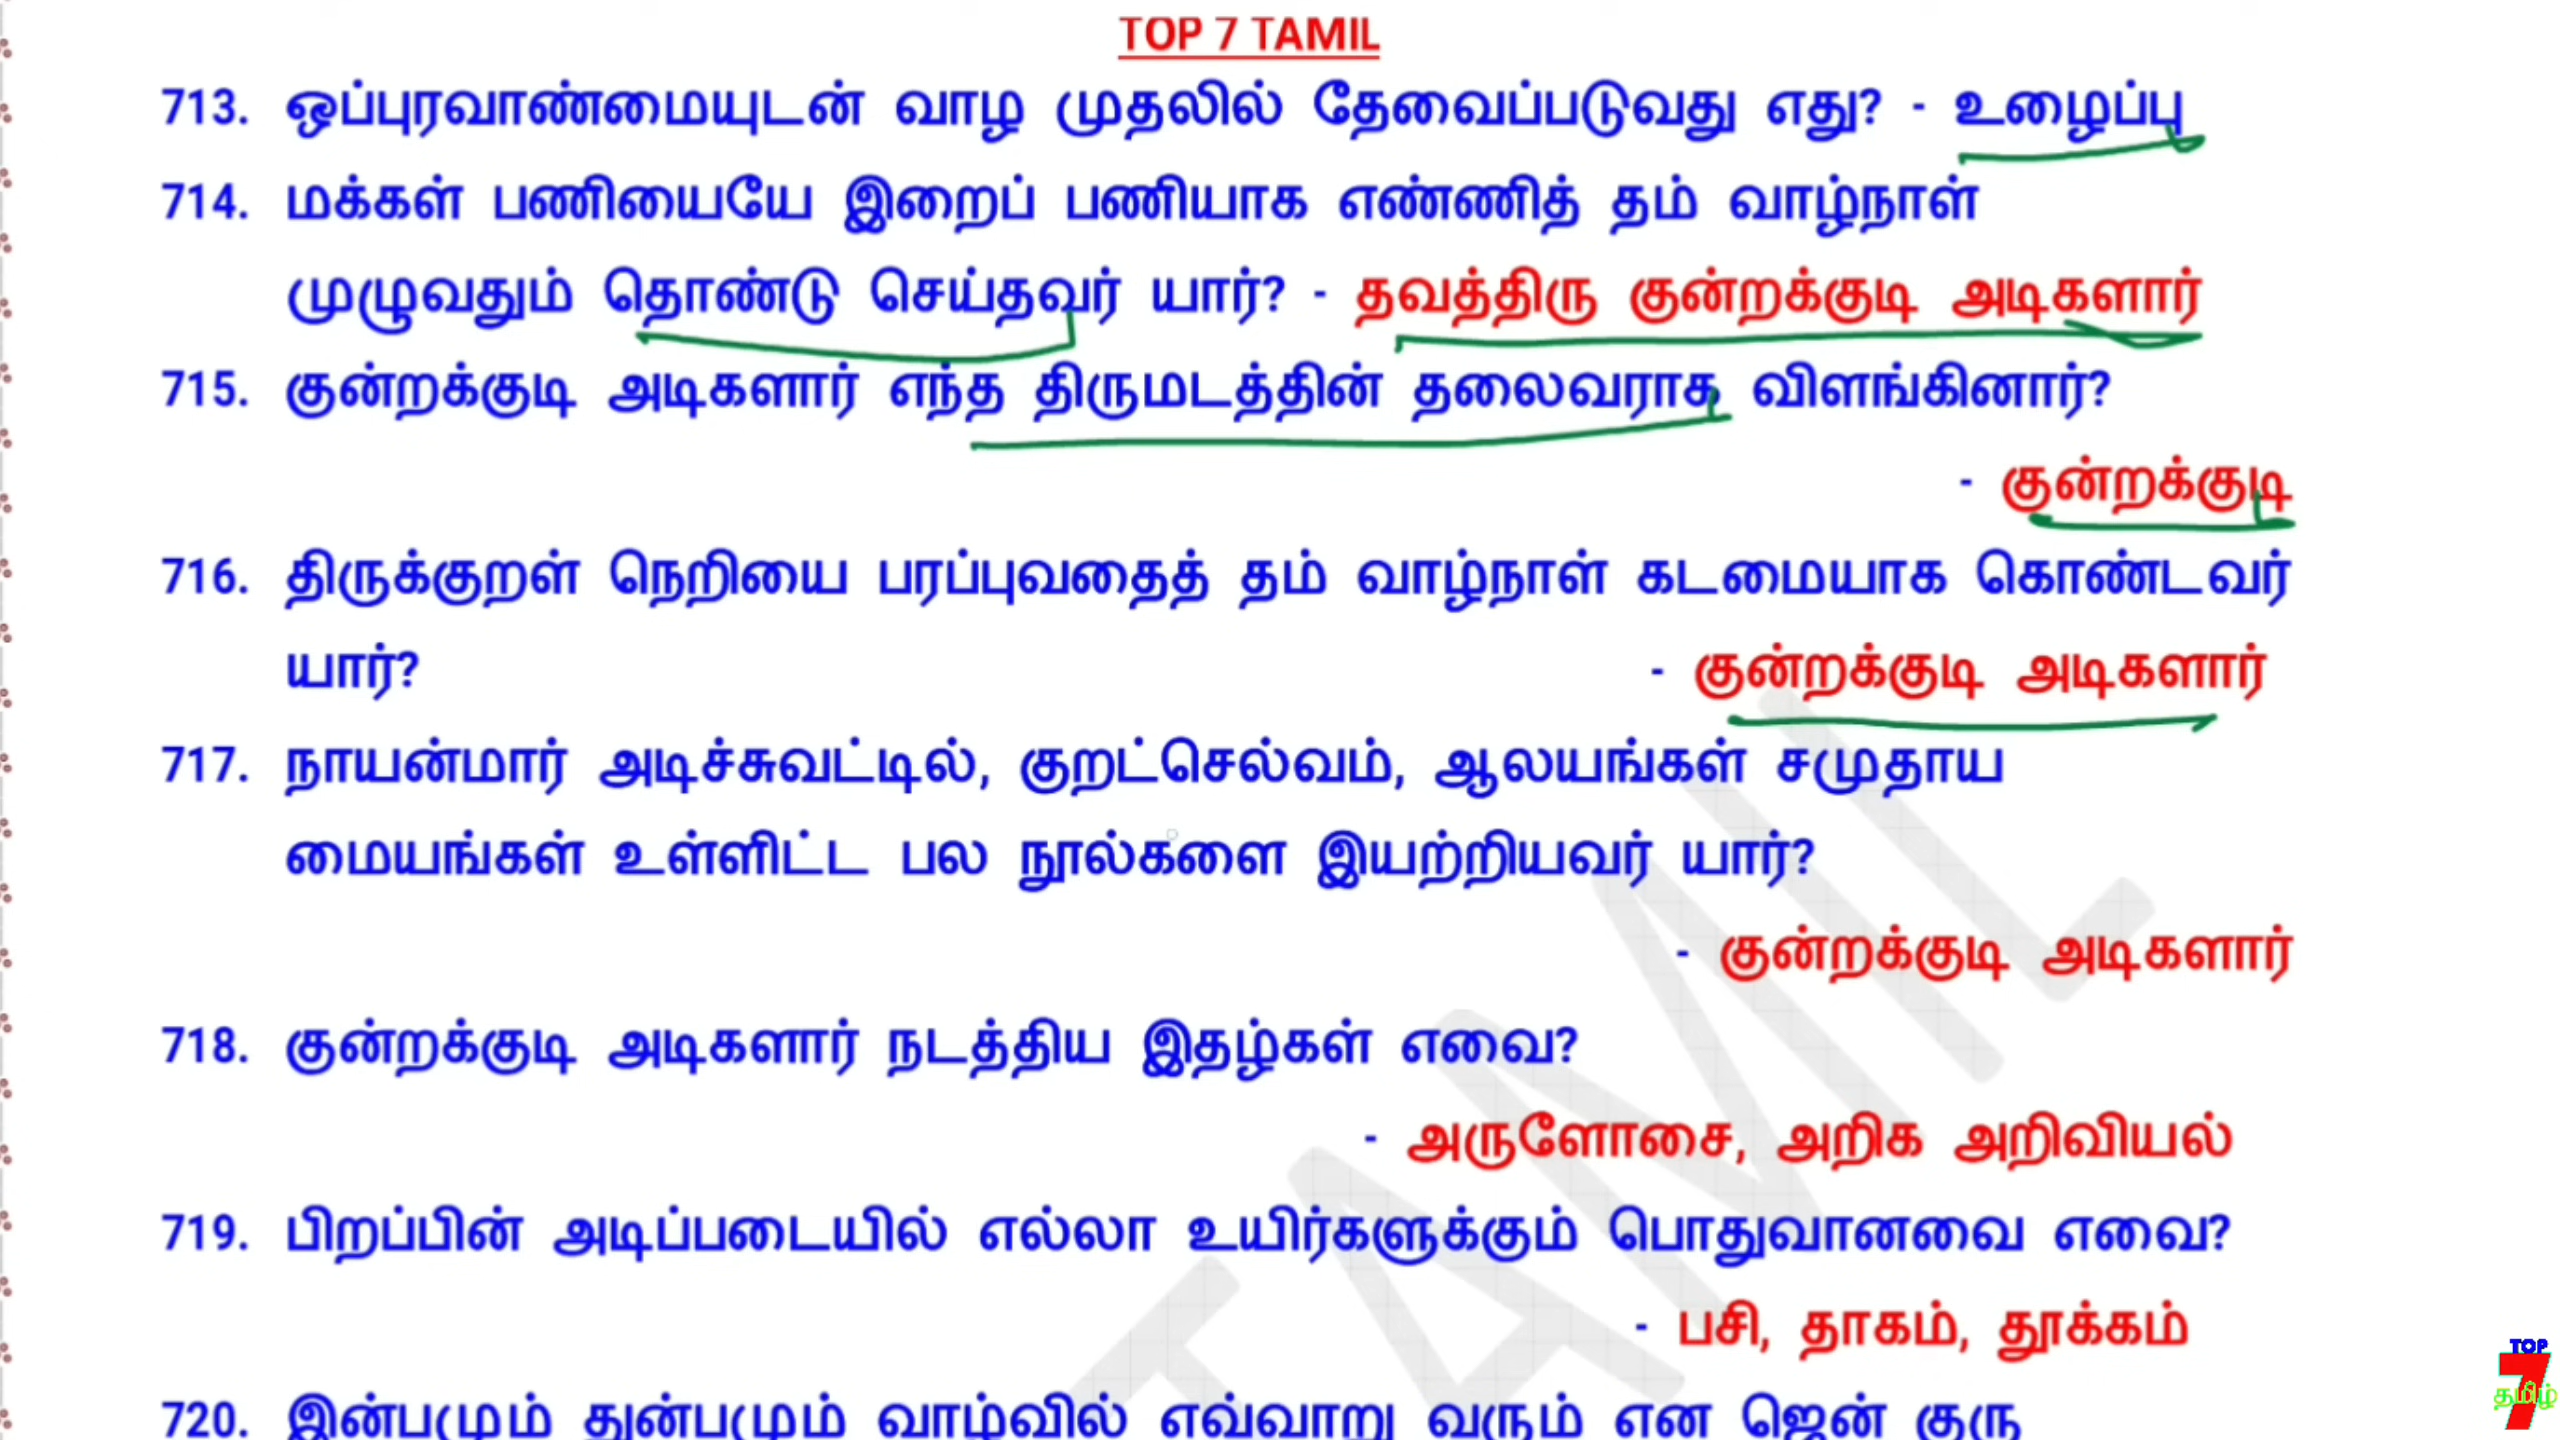 TOP 7 TAMIL
713. ஒப்புரவாண்மையுடன் வாழ முதலில் தேவைப்படுவது எது? - உழைப்பு
714. மக்கள் பணியையே இறைப் பணியாக எண்ணித் தம் வாழ்நாள்
முழுவதும் தொண்டு செய்தவர் யார்? - தவத்திரு குன்றக்குடி அடிகளார்
715. குன்றக்குடி அடிகளார் எந்த திருமடத்தின் தலைவராக விளங்கினார்?
- குன்றக்குடி
716. திருக்குறள் நெறியை பரப்புவதைத் தம் வாழ்நாள் கடமையாக கொண்டவர்
யார்? - குன்றக்குடி அடிகளார்
717. நாயன்மார் அடிச்சுவட்டில், குறட்செல்வம், ஆலயங்கள் சமுதாய
மையங்கள் உள்ளிட்ட பல நூல்களை இயற்றியவர் யார்?
- குன்றக்குடி அடிகளார்
718. குன்றக்குடி அடிகளார் நடத்திய இதழ்கள் எவை?
- அருளோசை, அறிக அறிவியல்
719. பிறப்பின் அடிப்படையில் எல்லா உயிர்களுக்கும் பொதுவானவை எவை?
- பசி, தாகம், தூக்கம்
720. இன்பமும் துன்பமும் வாழ்வில் எவ்வாறு வரும் என ஜென் குரு
TAMIL
TOP
7
தமிழ்